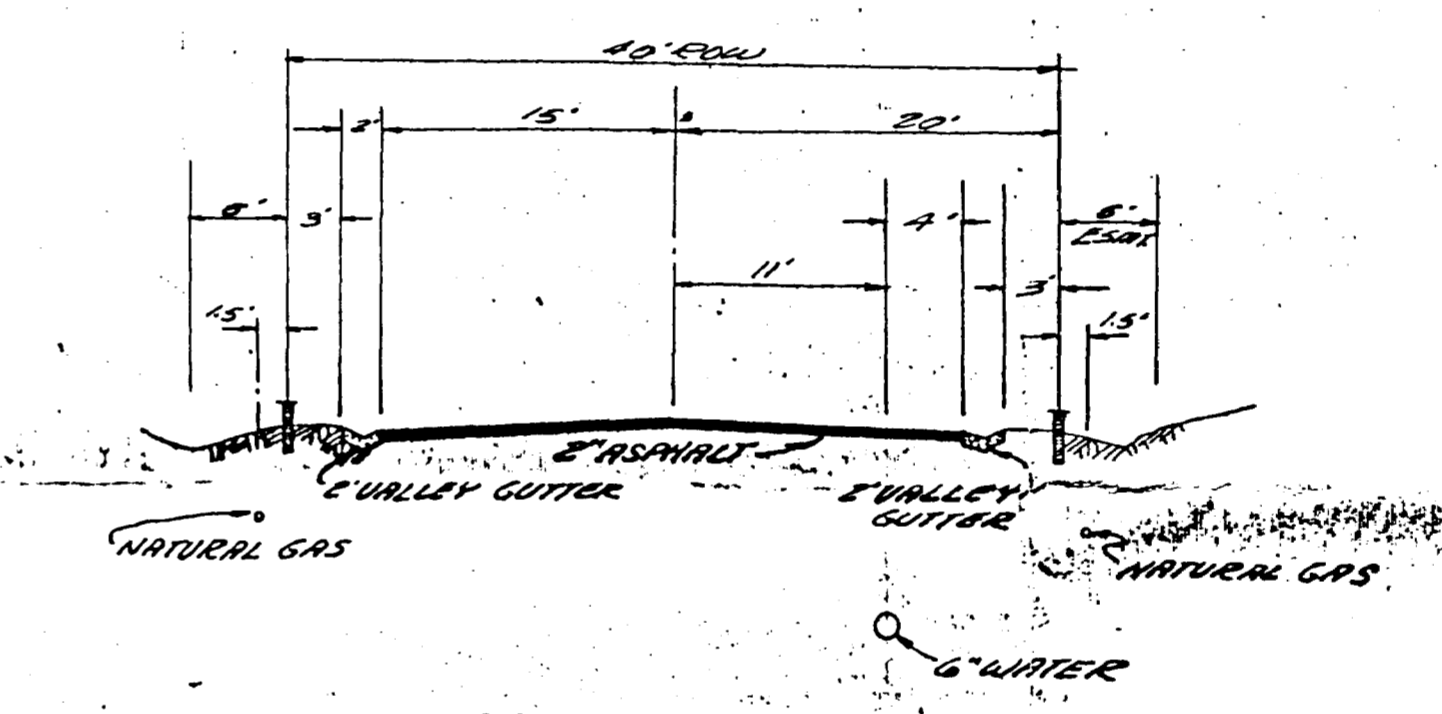 40' ROW
2'
15'
20'
6'
3'
4'
6'
ESMT
11'
3'
1.5'
1.5'
2" ASPHALT
2' VALLEY GUTTER
2' VALLEY
GUTTER
NATURAL GAS
NATURAL GAS
6" WATER